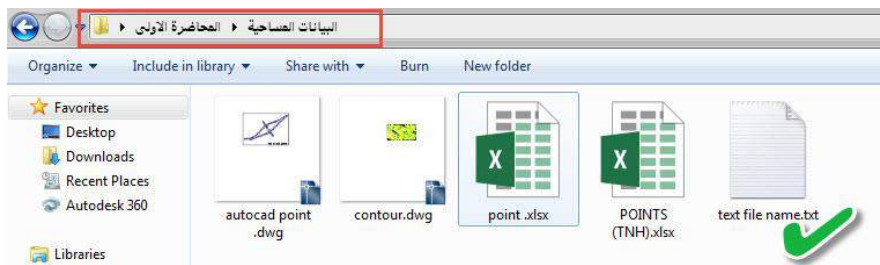 البيانات المساحية ◂ المحاضرة الاولى ◂
Organize ▾ Include in library ▾ Share with ▾ Burn New folder
Favorites
Desktop
Downloads
Recent Places
Autodesk 360
Libraries
autocad point
.dwg
contour.dwg
point .xlsx
POINTS
(TNH).xlsx
text file name.txt